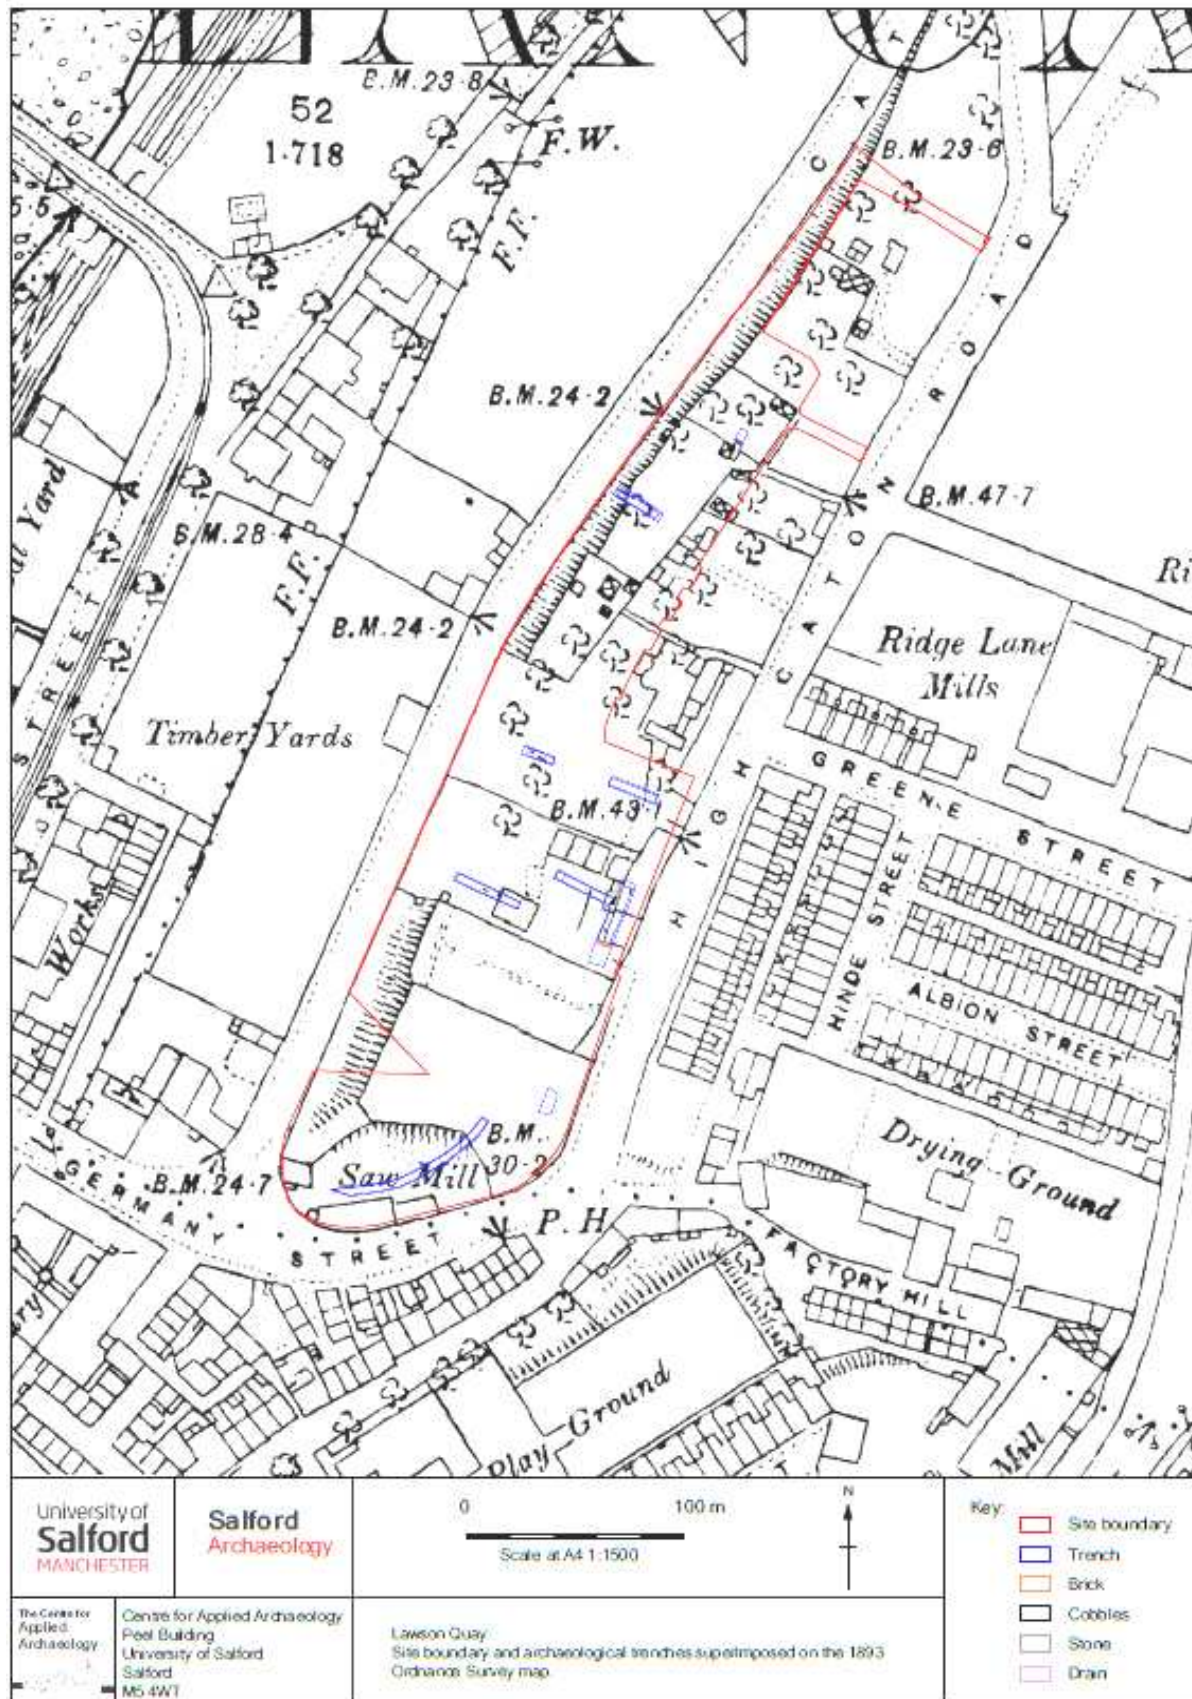 B.M.23·8
52
1·718
F.W.
F.F.
CAT
B.M.23·6
5·5
B.M.24·2
ROAD
B.M.28·4
B.M.47·7
F.F.
B.M.24·2
CATON
Ridge Lane
Mills
Yard
STREET
Timber Yards
HIGH
GREENE STREET
B.M.43·1
Works
HINDE STREET
ALBION STREET
Drying Ground
B.M.
30·2
Saw Mill
B.M.24·7
GERMANY STREET
P.H
FACTORY HILL
Play Ground
Mill
University of
Salford
MANCHESTER
Salford
Archaeology
0 100 m
Scale at A4 1:1500
N
Key:
Site boundary
Trench
Brick
Cobbles
Stone
Drain
The Centre for
Applied
Archaeology
Centre for Applied Archaeology
Peel Building
University of Salford
Salford
M5 4WT
Lawson Quay
Site boundary and archaeological trenches superimposed on the 1893
Ordnance Survey map